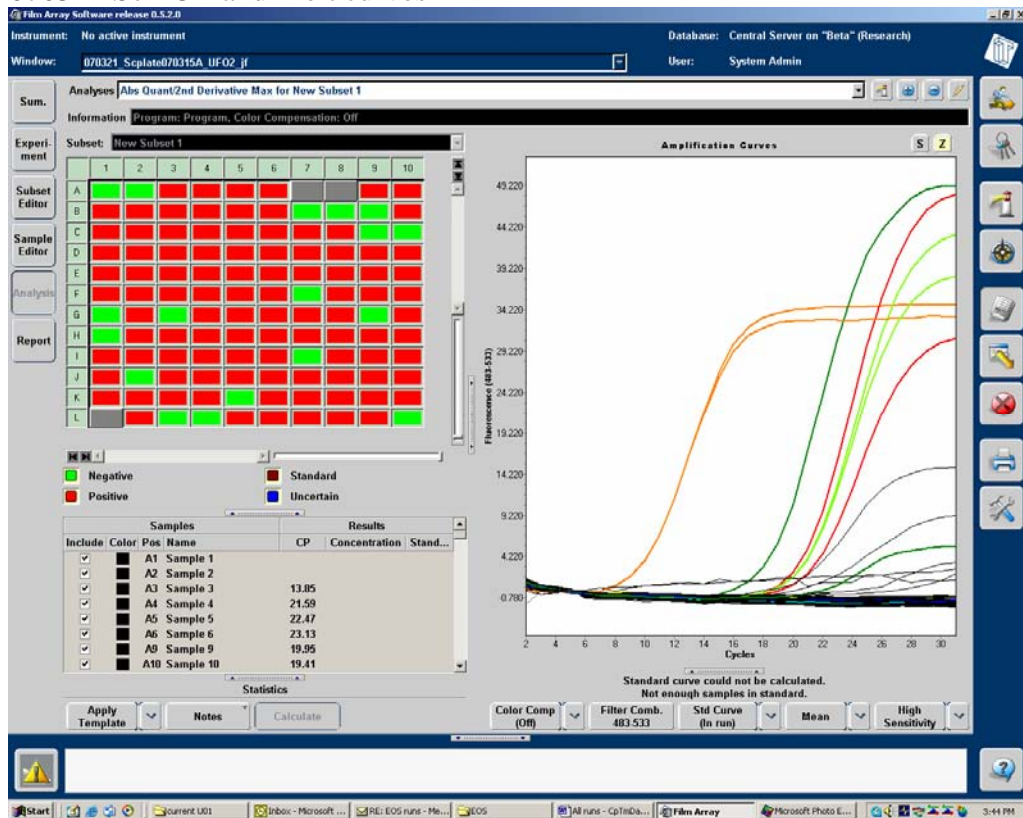 Film Array Software release 0.5.2.0
Instrument: No active instrument
Database: Central Server on "Beta" (Research)
Window: 070321_Scplate070315A_UFO2_jf
User: System Admin
Sum.
Experi-
ment
Subset
Editor
Sample
Editor
Analysis
Report
Analyses Abs Quant/2nd Derivative Max for New Subset 1
Information Program: Program, Color Compensation: Off
Subset: New Subset 1
1 2 3 4 5 6 7 8 9 10
A
B
C
D
E
F
G
H
I
J
K
L
Negative
Standard
Positive
Uncertain
Samples Results
Include Color Pos Name CP Concentration Stand...
A1 Sample 1
A2 Sample 2
A3 Sample 3 13.85
A4 Sample 4 21.59
A5 Sample 5 22.47
A6 Sample 6 23.13
A9 Sample 9 19.95
A10 Sample 10 19.41
Statistics
Apply
Template
Notes
Calculate
Amplification Curves
S Z
49.220
44.220
39.220
34.220
29.220
24.220
19.220
14.220
9.220
4.220
-0.780
Fluorescence (483-533)
2 4 6 8 10 12 14 16 18 20 22 24 26 28 30
Cycles
Standard curve could not be calculated.
Not enough samples in standard.
Color Comp
(Off)
Filter Comb.
483-533
Std Curve
(In run)
Mean
High
Sensitivity
Start
current U01
Inbox - Microsoft ...
RE: EOS runs - Me...
EOS
All runs - CpTmDa...
Film Array
Microsoft Photo E...
3:44 PM